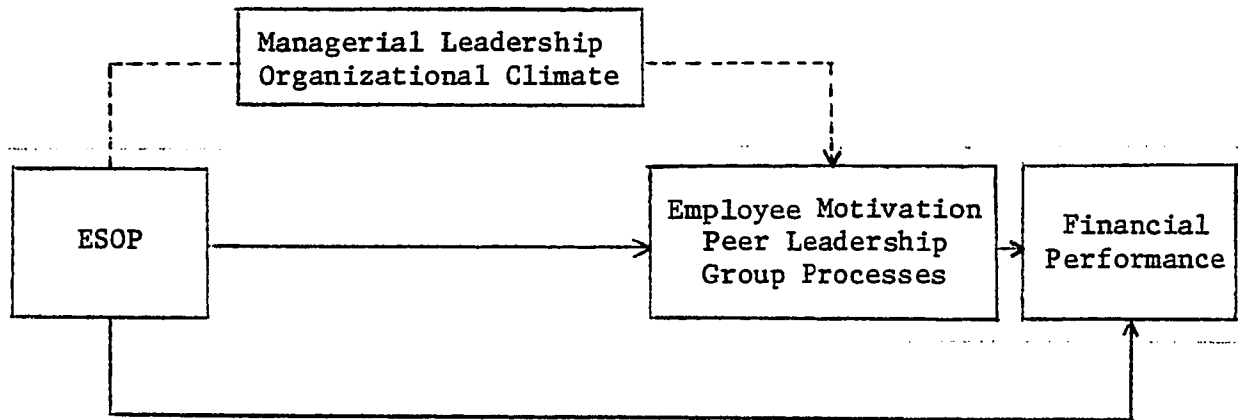 Managerial Leadership
Organizational Climate
ESOP
Employee Motivation
Peer Leadership
Group Processes
Financial
Performance